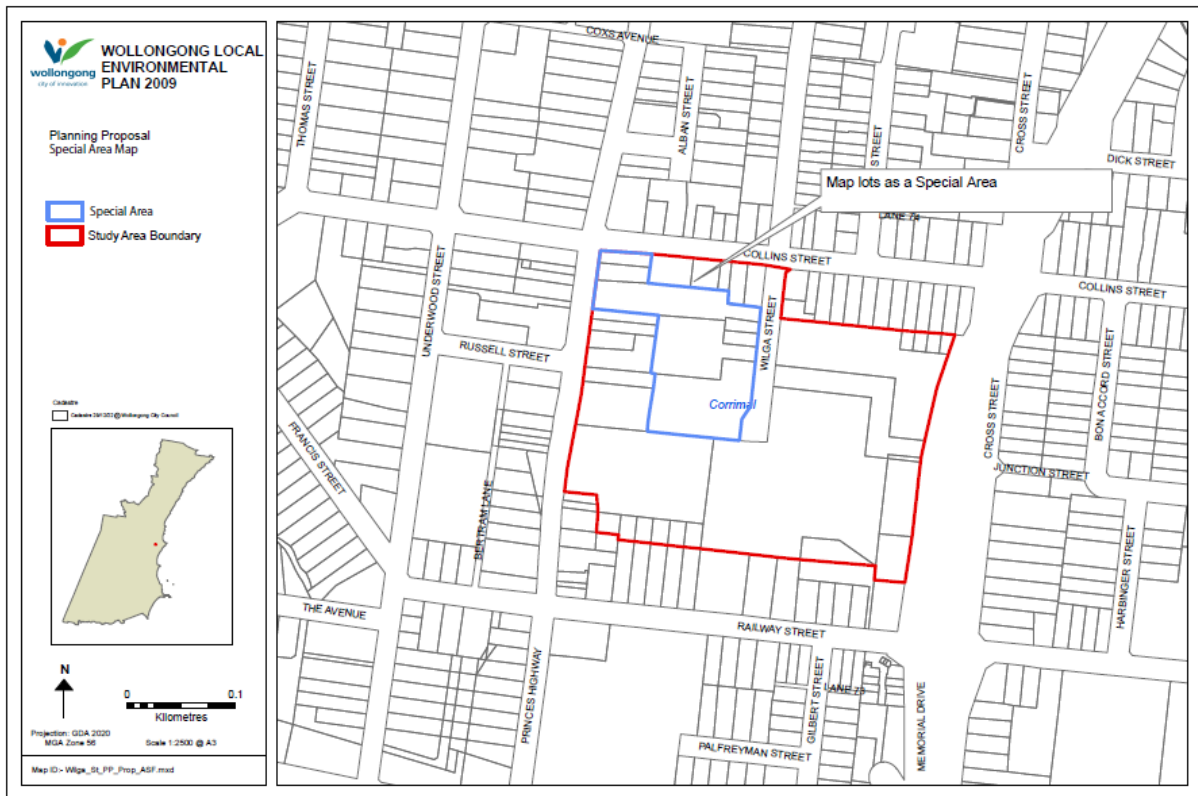 WOLLONGONG LOCAL
ENVIRONMENTAL
PLAN 2009
wollongong
city of innovation
Planning Proposal
Special Area Map
Special Area
Study Area Boundary
Cadastre
N
0
0.1
Kilometres
Projection: GDA 2020
MGA Zone 56
Scale 1:2500 @ A3
Map ID:- Wilga_St_PP_Prop_ASF.mxd
COXS AVENUE
THOMAS STREET
ALBAN STREET
STREET
CROSS STREET
DICK STREET
Map lots as a Special Area
LANE 74
COLLINS STREET
COLLINS STREET
UNDERWOOD STREET
RUSSELL STREET
WILGA STREET
Corrimal
BON ACCORD STREET
CROSS STREET
FRANCIS STREET
JUNCTION STREET
BERTRAM LANE
HARBINGER STREET
THE AVENUE
RAILWAY STREET
PRINCES HIGHWAY
GILBERT STREET
LANE 73
MEMORIAL DRIVE
PALFREYMAN STREET